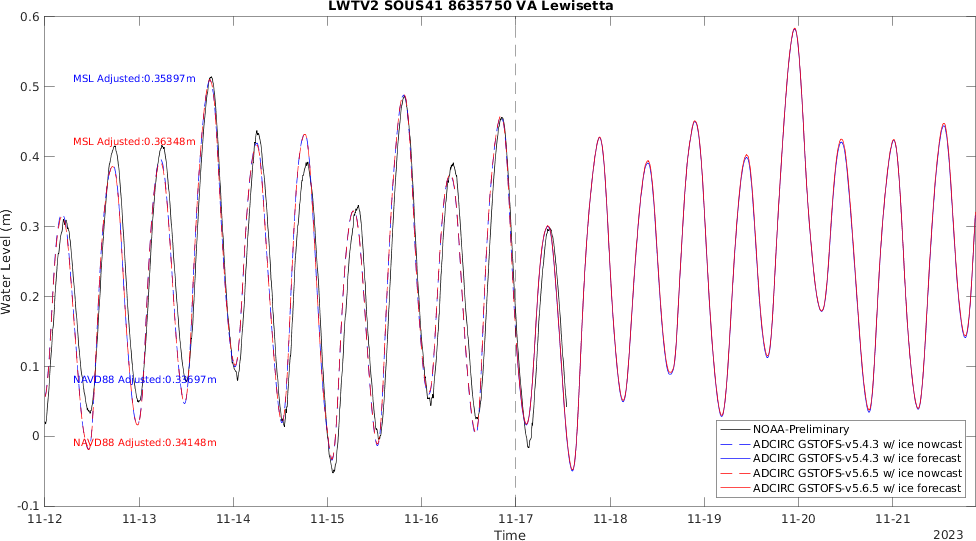 LWTV2 SOUS41 8635750 VA Lewisetta
0.6
0.5
0.4
0.3
0.2
0.1
0
-0.1
Water Level (m)
MSL Adjusted:0.35897m
MSL Adjusted:0.36348m
NAVD88 Adjusted:0.33697m
NAVD88 Adjusted:0.34148m
NOAA-Preliminary
ADCIRC GSTOFS-v5.4.3 w/ ice nowcast
ADCIRC GSTOFS-v5.4.3 w/ ice forecast
ADCIRC GSTOFS-v5.6.5 w/ ice nowcast
ADCIRC GSTOFS-v5.6.5 w/ ice forecast
11-12 11-13 11-14 11-15 11-16 11-17 11-18 11-19 11-20 11-21
Time
2023